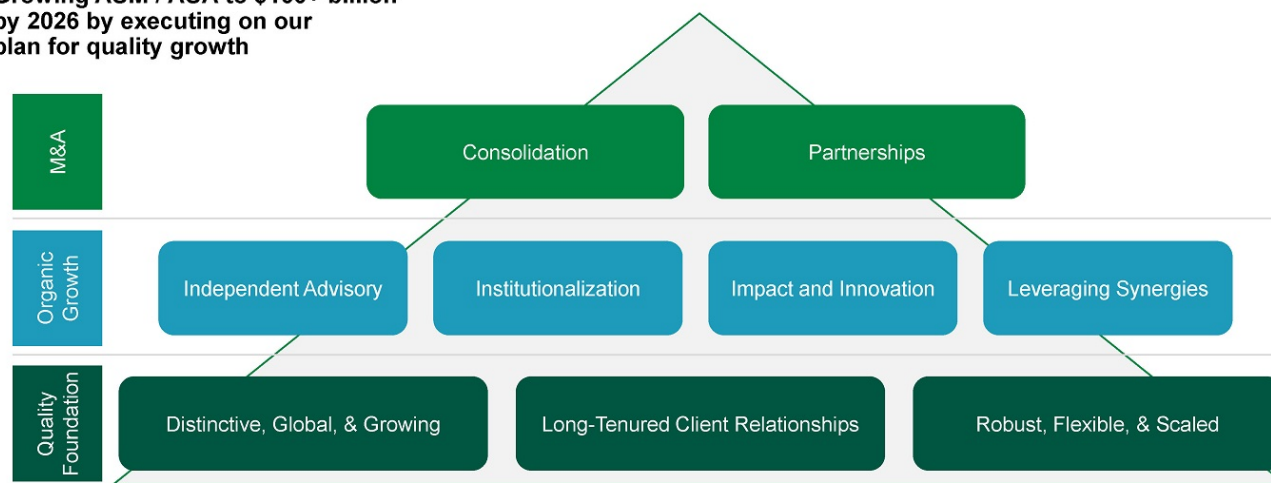 by 2026 by executing on our
plan for quality growth
M&A
Consolidation
Partnerships
Organic
Growth
Independent Advisory
Institutionalization
Impact and Innovation
Leveraging Synergies
Quality
Foundation
Distinctive, Global, & Growing
Long-Tenured Client Relationships
Robust, Flexible, & Scaled